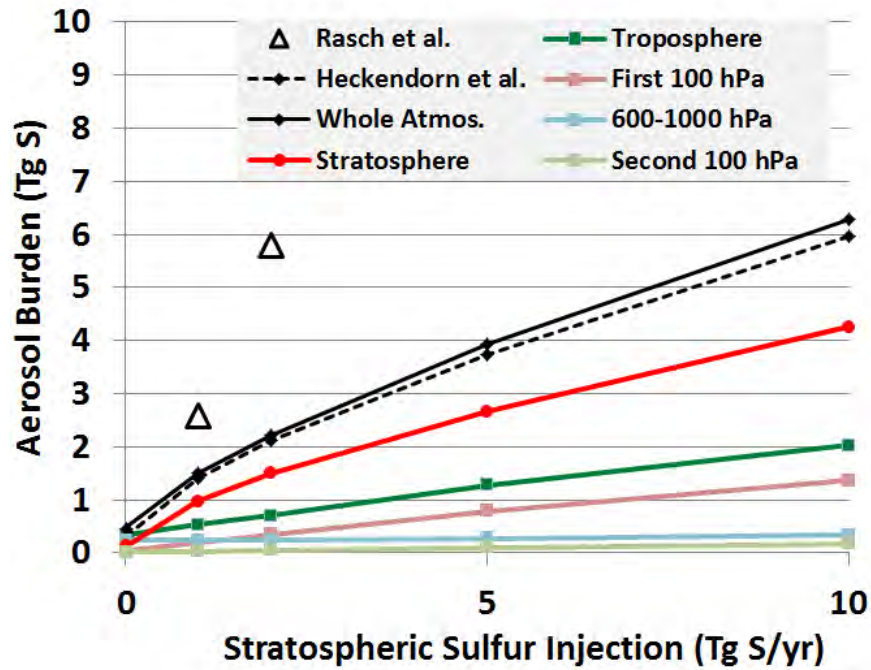 10
9
8
7
6
5
4
3
2
1
0
Aerosol Burden (Tg S)
Rasch et al.
Heckendorn et al.
Whole Atmos.
Stratosphere
Troposphere
First 100 hPa
600-1000 hPa
Second 100 hPa
0 5 10
Stratospheric Sulfur Injection (Tg S/yr)